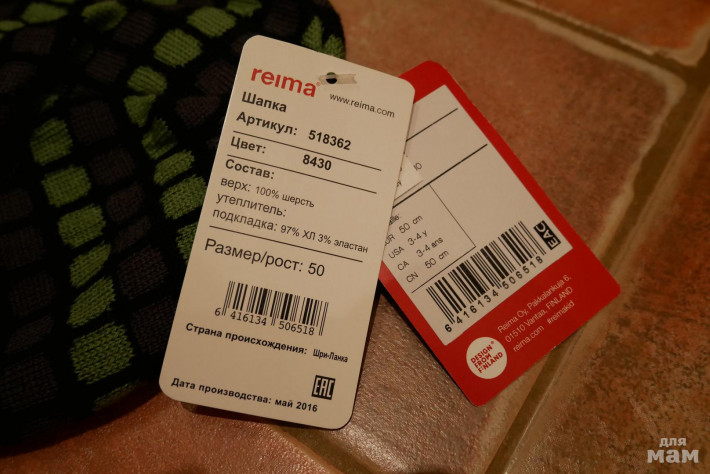 reima
www.reima.com
Шапка
Артикул: 518362
Цвет: 8430
Состав:
верх: 100% шерсть
утеплитель:
подкладка: 97% ХЛ 3% эластан
Размер/рост: 50
6 416134 506518
Страна происхождения: Шри-Ланка
EAC
Дата производства: май 2016
50 cm
USA 3-4 y
CA 3-4 ans
CN 50 cm
6 416134 506518
EAC
DESIGN FROM FINLAND
Reima Oy, Pakkalankuja 6,
01510 Vantaa, FINLAND
reima.com #reimakid
для
мам